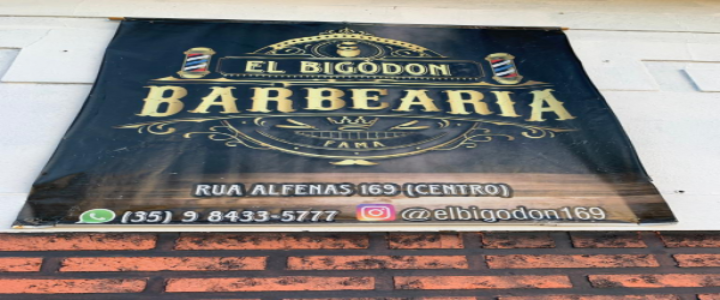 EL BIGODON
BARBEARIA
FAMA
RUA ALFENAS 169 (CENTRO)
(35) 9 8433-5777 @elbigodon169